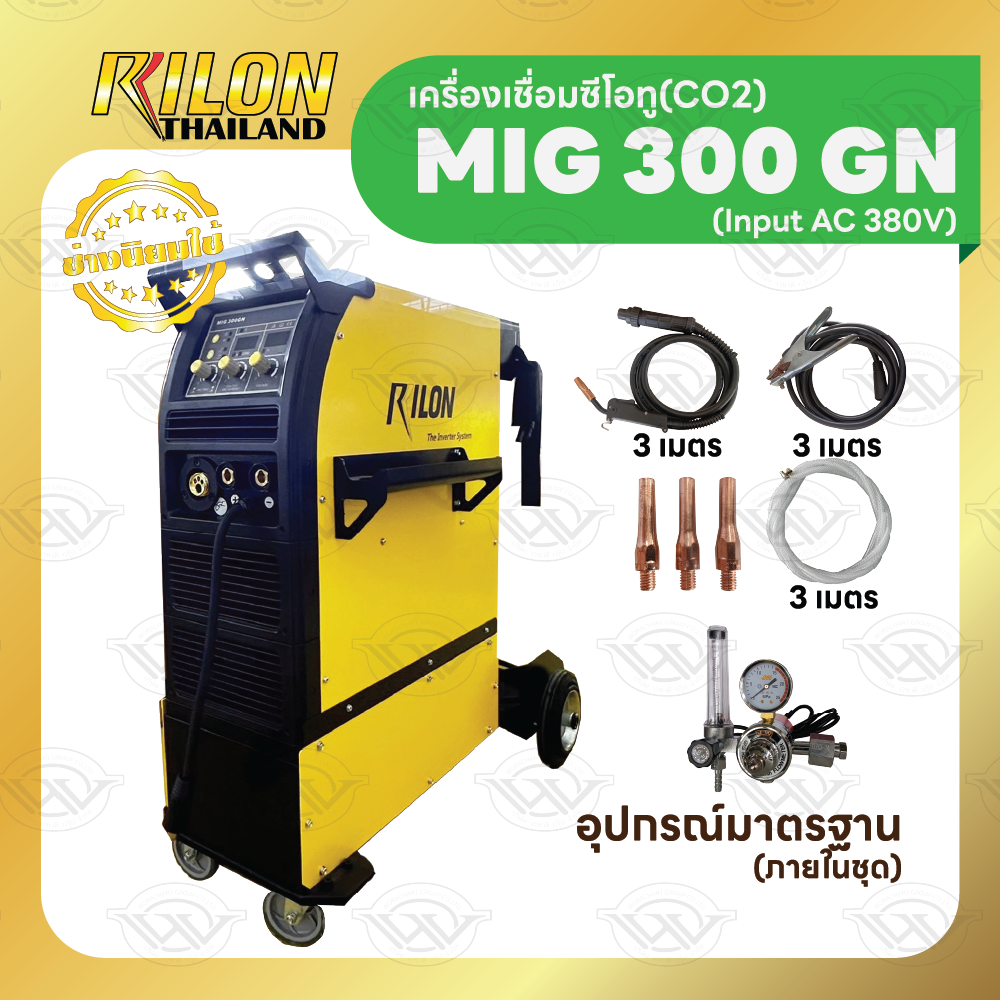 RILON
THAILAND
เครื่องเชื่อมซีโอทู(CO2)
MIG 300 GN
(Input AC 380V)
ช่างนิยมใช้
MIG 300GN
RILON
The Inverter System
+
-
3 เมตร
3 เมตร
3 เมตร
อุปกรณ์มาตรฐาน
(ภายในชุด)